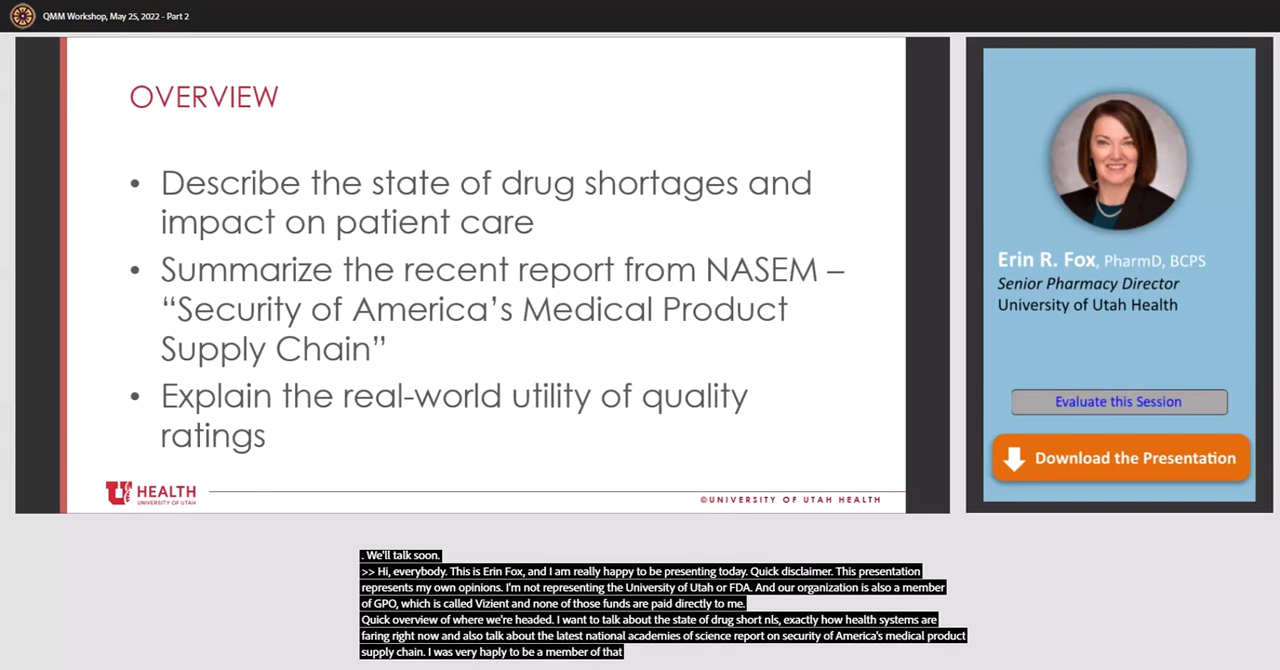 QMM Workshop, May 25, 2022 - Part 2
OVERVIEW
• Describe the state of drug shortages and
impact on patient care
• Summarize the recent report from NASEM –
“Security of America’s Medical Product
Supply Chain”
• Explain the real-world utility of quality
ratings
U HEALTH
UNIVERSITY OF UTAH
©UNIVERSITY OF UTAH HEALTH
Erin R. Fox, PharmD, BCPS
Senior Pharmacy Director
University of Utah Health
Evaluate this Session
Download the Presentation
. We'll talk soon.
>> Hi, everybody. This is Erin Fox, and I am really happy to be presenting today. Quick disclaimer. This presentation
represents my own opinions. I'm not representing the University of Utah or FDA. And our organization is also a member
of GPO, which is called Vizient and none of those funds are paid directly to me.
Quick overview of where we're headed. I want to talk about the state of drug short nls, exactly how health systems are
faring right now and also talk about the latest national academies of science report on security of America's medical product
supply chain. I was very haply to be a member of that